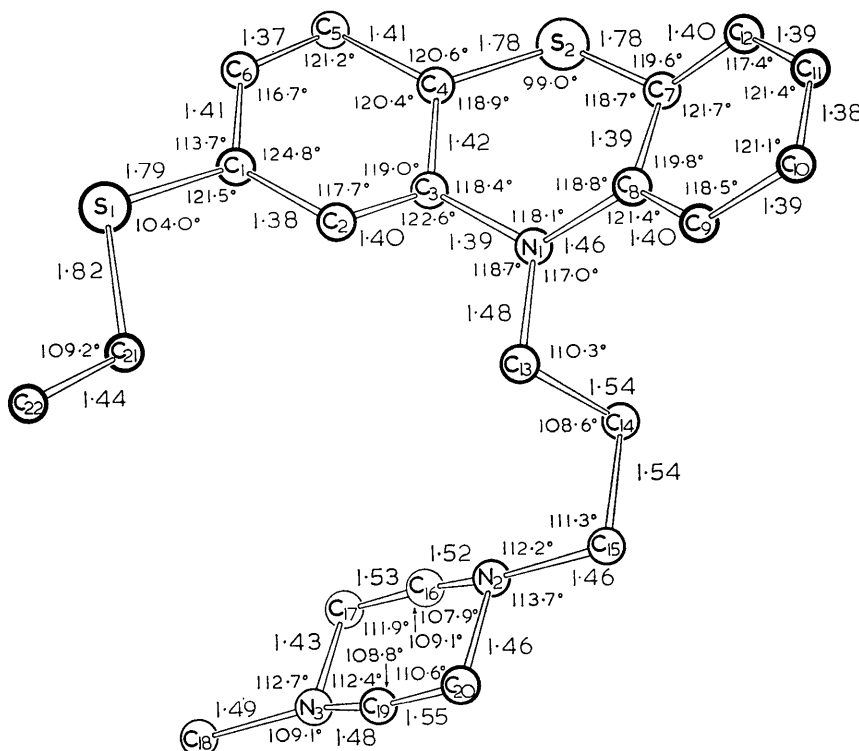 1·37 C5 1·41 1·78 S2 1·78 1·40 C12 1·39
121·2° 120·6° 119·6° 117·4°
C6 C4 99·0° C7 C11
116·7° 120·4° 118·9° 118·7° 121·7° 121·4°
1·41 1·42 1·39 1·38
113·7° 124·8° 119·0° 119·8° 121·1°
1·79 C1 C3 118·4° 118·8° C8 118·5° C10
S1 121·5° 117·7° 122·6° 118·1° 121·4° C9
104·0° 1·38 C2 1·40 1·39 N1 1·46 1·40 1·39
1·82 118·7° 117·0°
1·48
109·2° C21 C13 110·3°
C22 1·44 1·54
108·6° C14
1·54
111·3°
1·52 112·2° C15
1·53 C16 N2 1·46
C17 107·9° 113·7°
111·9° 109·1°
1·43 108·8° 1·46
112·7° 112·4° 110·6°
1·49 N3 C19 C20
C18 109·1° 1·48 1·55